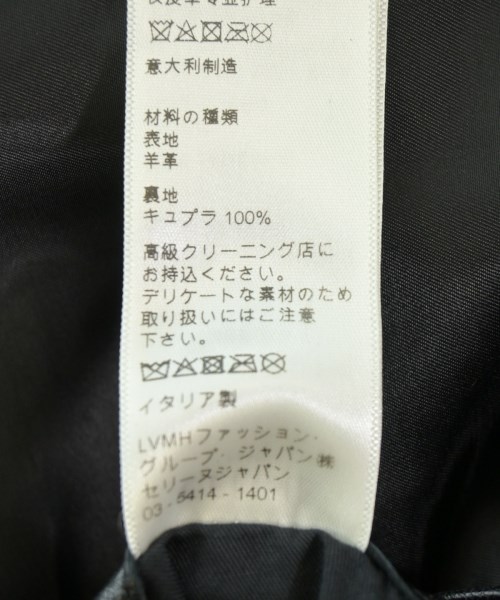 意大利制造
材料の種類
表地
羊革
裏地
キュプラ 100%
高級クリーニング店に
お持込ください。
デリケートな素材のため
取り扱いにはご注意
下さい。
イタリア製
LVMHファッション・
グループ・ジャパン㈱
セリーヌジャパン
03-5414-1401